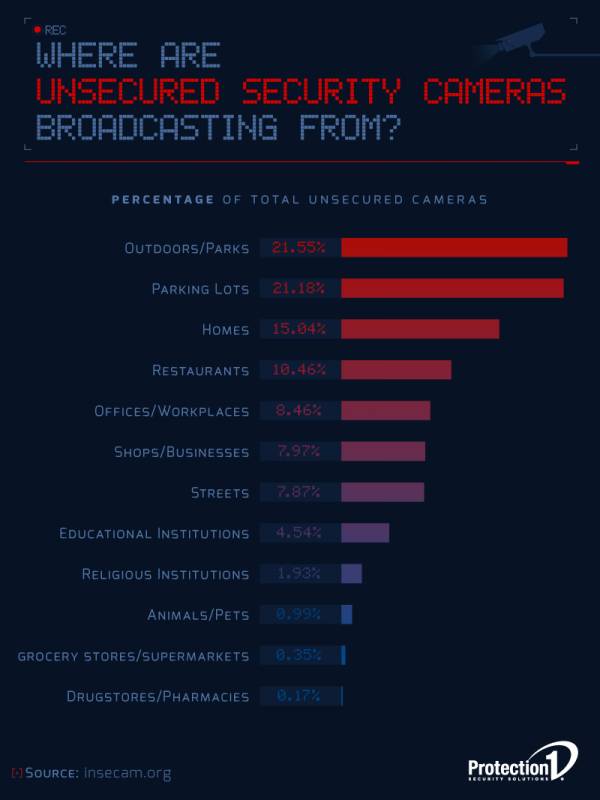 REC
WHERE ARE
UNSECURED SECURITY CAMERAS
BROADCASTING FROM?
PERCENTAGE OF TOTAL UNSECURED CAMERAS
OUTDOORS/PARKS 21.55%
PARKING LOTS 21.18%
HOMES 15.04%
RESTAURANTS 10.46%
OFFICES/WORKPLACES 8.46%
SHOPS/BUSINESSES 7.97%
STREETS 7.87%
EDUCATIONAL INSTITUTIONS 4.54%
RELIGIOUS INSTITUTIONS 1.93%
ANIMALS/PETS 0.99%
GROCERY STORES/SUPERMARKETS 0.35%
DRUGSTORES/PHARMACIES 0.17%
SOURCE: Insecam.org
Protection1
SECURITY SOLUTIONS